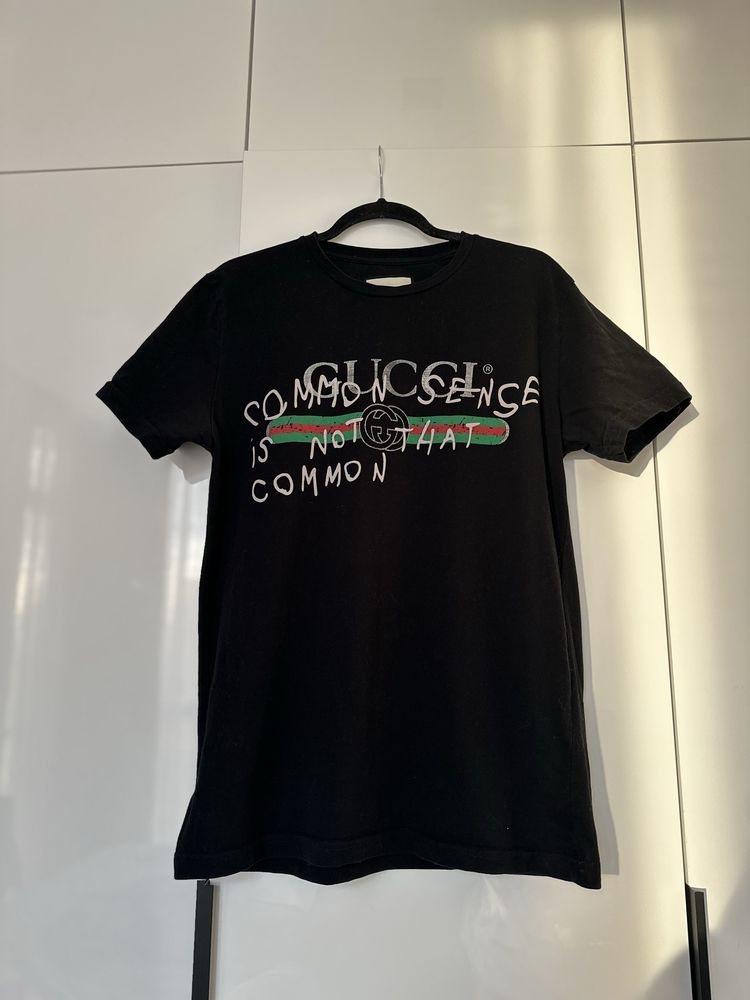 GUCCI®
COMMON SENSE
iS NOT THAT
COMMON